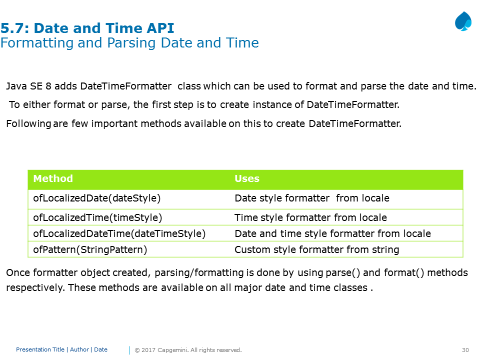 5.7: Date and Time API
Formatting and Parsing Date and Time
Java SE 8 adds DateTimeFormatter class which can be used to format and parse the date and time.
To either format or parse, the first step is to create instance of DateTimeFormatter.
Following are few important methods available on this to create DateTimeFormatter.
Method Uses
ofLocalizedDate(dateStyle) Date style formatter from locale
ofLocalizedTime(timeStyle) Time style formatter from locale
ofLocalizedDateTime(dateTimeStyle) Date and time style formatter from locale
ofPattern(StringPattern) Custom style formatter from string
Once formatter object created, parsing/formatting is done by using parse() and format() methods
respectively. These methods are available on all major date and time classes .
Presentation Title | Author | Date © 2017 Capgemini. All rights reserved. 30